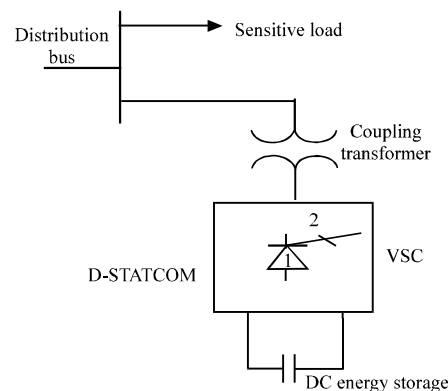 Distribution
bus
Sensitive load
Coupling
transformer
2
1
VSC
D-STATCOM
DC energy storage